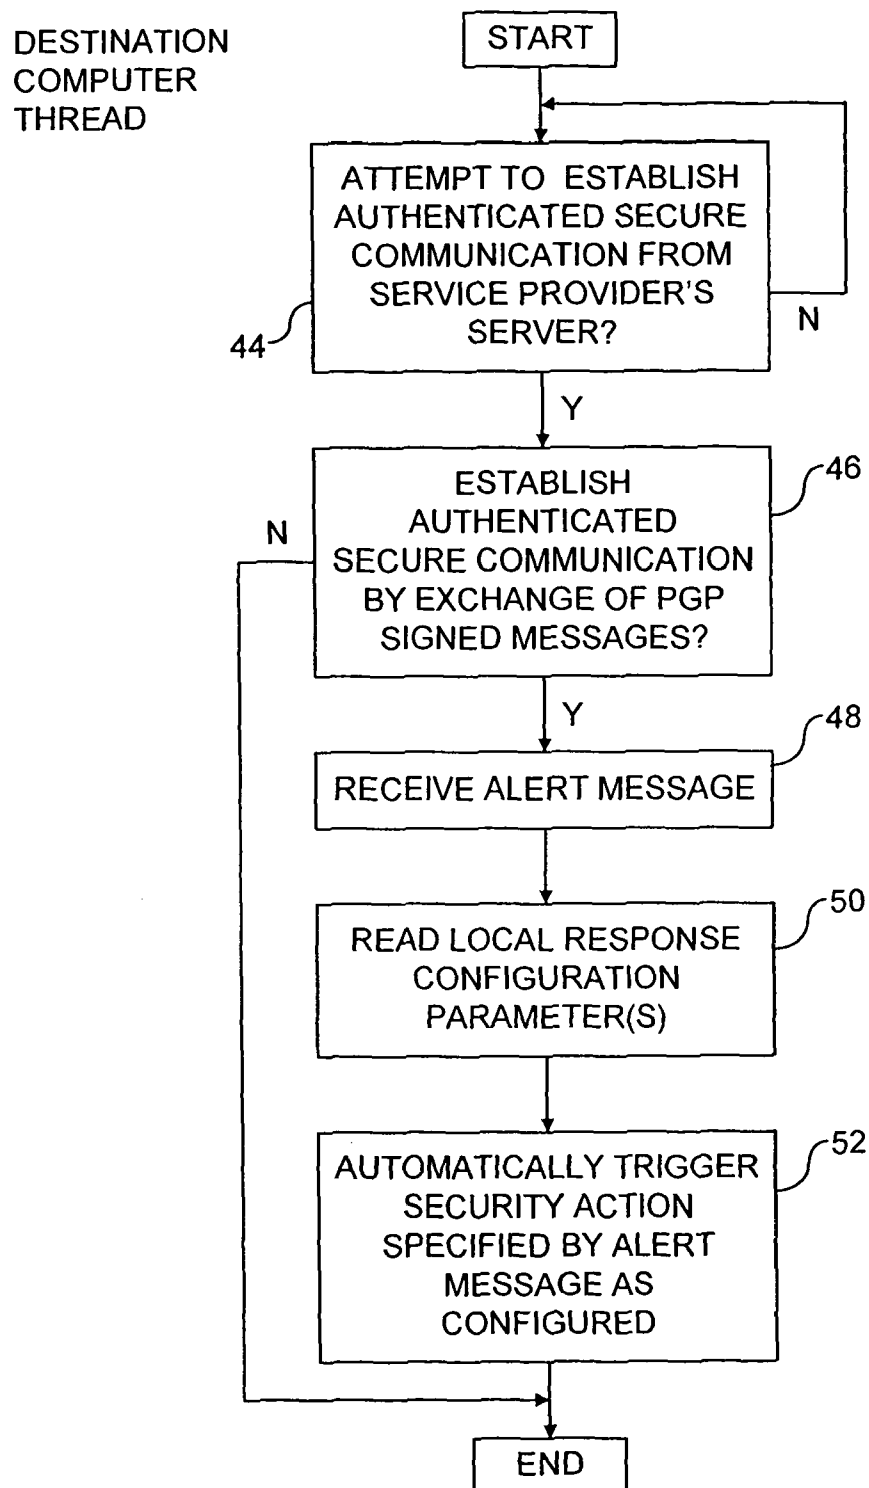 DESTINATION
COMPUTER
THREAD
START
ATTEMPT TO ESTABLISH
AUTHENTICATED SECURE
COMMUNICATION FROM
SERVICE PROVIDER'S
SERVER?
44
N
Y
ESTABLISH
AUTHENTICATED
SECURE COMMUNICATION
BY EXCHANGE OF PGP
SIGNED MESSAGES?
46
N
Y
RECEIVE ALERT MESSAGE
48
READ LOCAL RESPONSE
CONFIGURATION
PARAMETER(S)
50
AUTOMATICALLY TRIGGER
SECURITY ACTION
SPECIFIED BY ALERT
MESSAGE AS
CONFIGURED
52
END